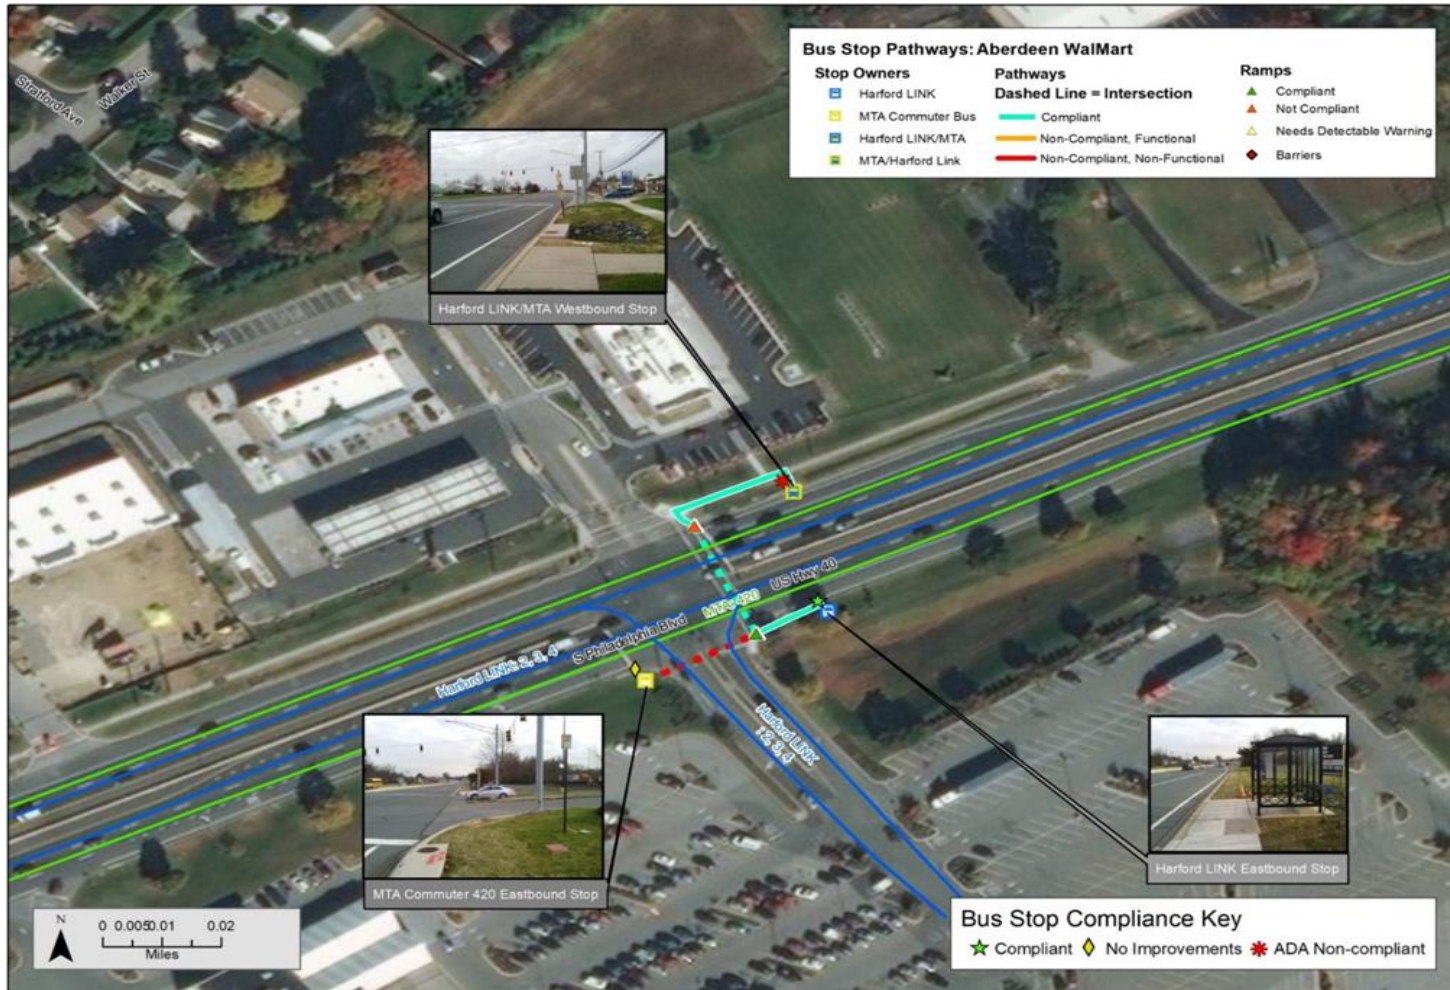 Stratford Ave
Walker St
Bus Stop Pathways: Aberdeen WalMart
Stop Owners
Harford LINK
MTA Commuter Bus
Harford LINK/MTA
MTA/Harford Link
Pathways
Dashed Line = Intersection
Compliant
Non-Compliant, Functional
Non-Compliant, Non-Functional
Ramps
Compliant
Not Compliant
Needs Detectable Warning
Barriers
Harford LINK/MTA Westbound Stop
US Hwy 40
MTA: 420
S Philadelphia Blvd
Harford LINK: 2, 3, 4
Harford LINK
: 2, 3, 4
MTA Commuter 420 Eastbound Stop
Harford LINK Eastbound Stop
N
0 0.0050.01 0.02
Miles
Bus Stop Compliance Key
Compliant No Improvements ADA Non-compliant